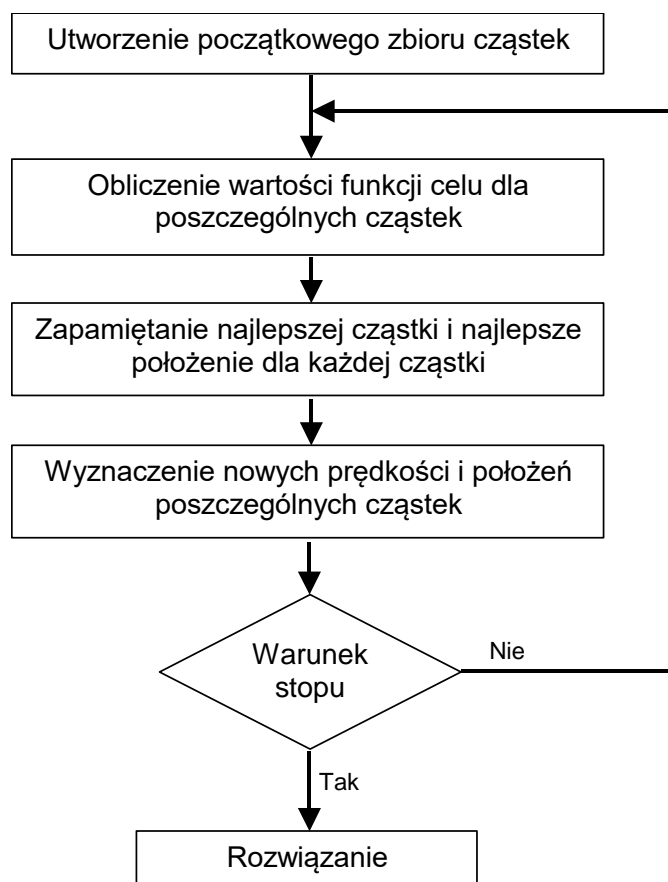 Utworzenie początkowego zbioru cząstek
Obliczenie wartości funkcji celu dla
poszczególnych cząstek
Zapamiętanie najlepszej cząstki i najlepsze
położenie dla każdej cząstki
Wyznaczenie nowych prędkości i położeń
poszczególnych cząstek
Warunek
stopu
Nie
Tak
Rozwiązanie